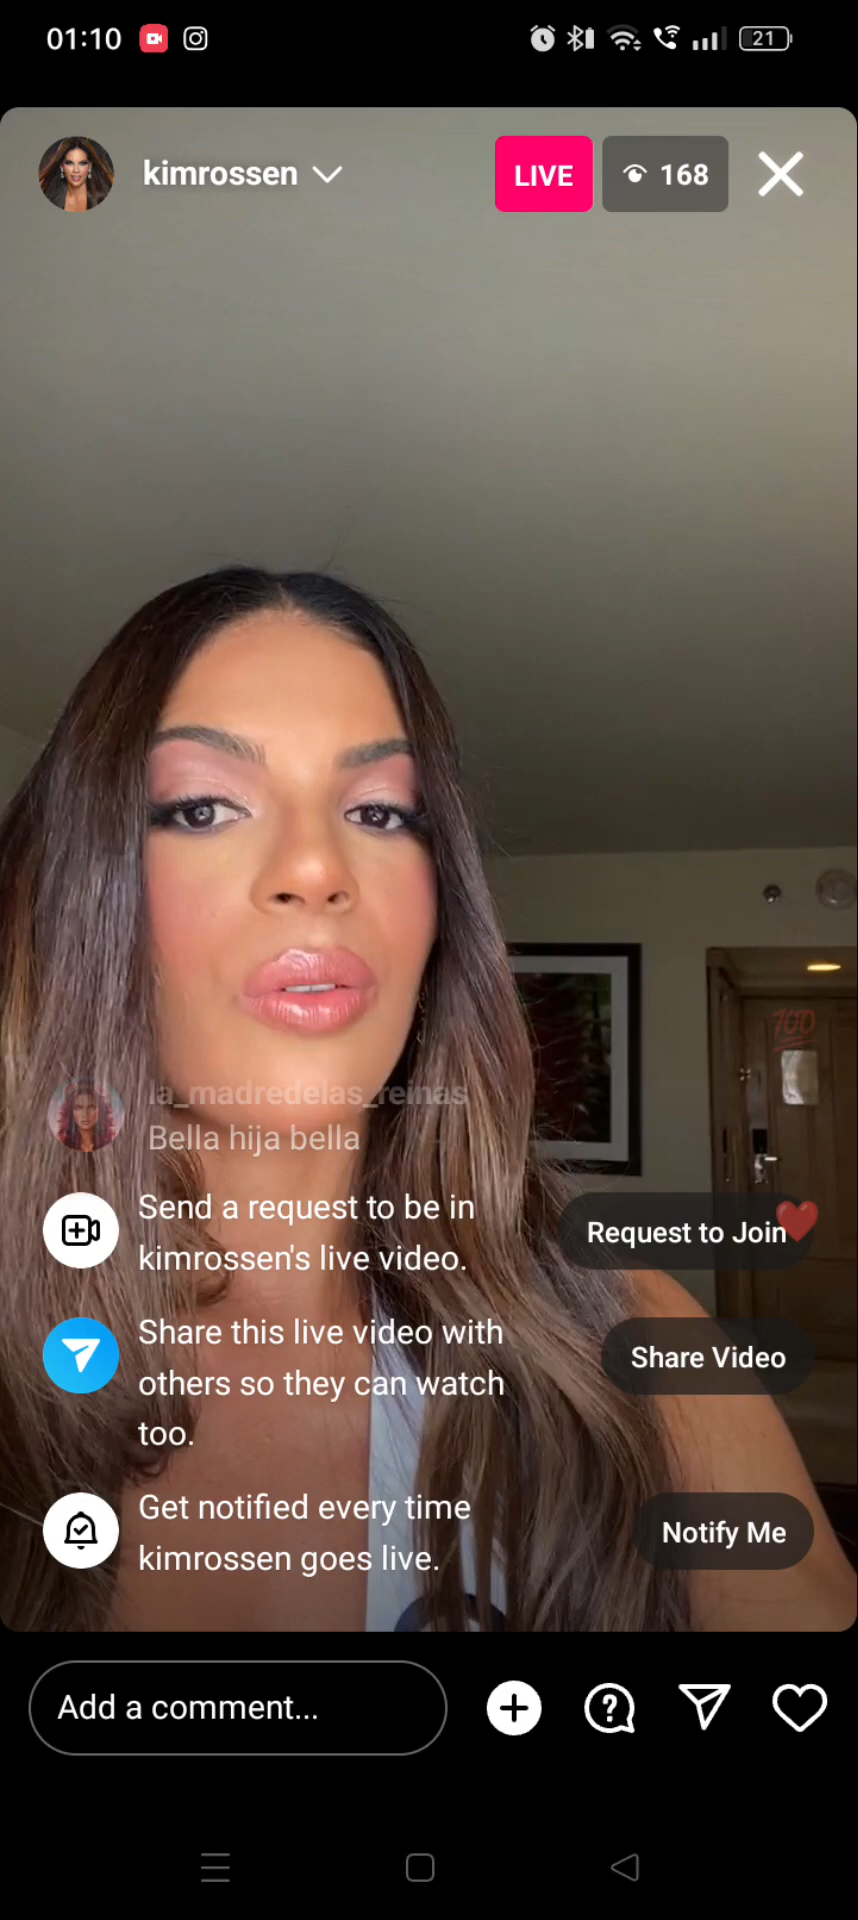 01:10
21
kimrossen
LIVE
168
la_madredelas_reinas
Bella hija bella
Send a request to be in
kimrossen's live video.
Request to Join
Share this live video with
others so they can watch
too.
Share Video
Get notified every time
kimrossen goes live.
Notify Me
Add a comment...